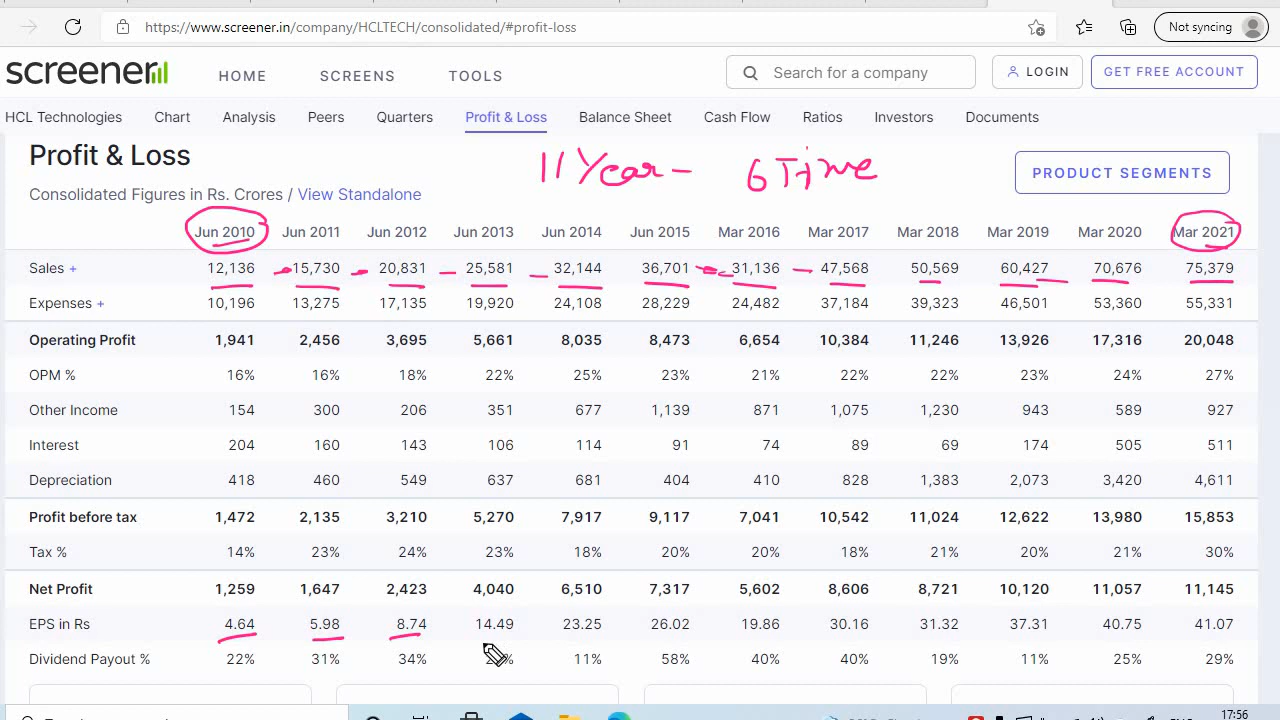 https://www.screener.in/company/HCLTECH/consolidated/#profit-loss Not syncing
screener HOME SCREENS TOOLS Search for a company LOGIN GET FREE ACCOUNT
HCL Technologies Chart Analysis Peers Quarters Profit & Loss Balance Sheet Cash Flow Ratios Investors Documents
Profit & Loss 11 Year - 6 Time PRODUCT SEGMENTS
Consolidated Figures in Rs. Crores / View Standalone
Jun 2010 Jun 2011 Jun 2012 Jun 2013 Jun 2014 Jun 2015 Mar 2016 Mar 2017 Mar 2018 Mar 2019 Mar 2020 Mar 2021
Sales + 12,136 15,730 20,831 25,581 32,144 36,701 31,136 47,568 50,569 60,427 70,676 75,379
Expenses + 10,196 13,275 17,135 19,920 24,108 28,229 24,482 37,184 39,323 46,501 53,360 55,331
Operating Profit 1,941 2,456 3,695 5,661 8,035 8,473 6,654 10,384 11,246 13,926 17,316 20,048
OPM % 16% 16% 18% 22% 25% 23% 21% 22% 22% 23% 24% 27%
Other Income 154 300 206 351 677 1,139 871 1,075 1,230 943 589 927
Interest 204 160 143 106 114 91 74 89 69 174 505 511
Depreciation 418 460 549 637 681 404 410 828 1,383 2,073 3,420 4,611
Profit before tax 1,472 2,135 3,210 5,270 7,917 9,117 7,041 10,542 11,024 12,622 13,980 15,853
Tax % 14% 23% 24% 23% 18% 20% 20% 18% 21% 20% 21% 30%
Net Profit 1,259 1,647 2,423 4,040 6,510 7,317 5,602 8,606 8,721 10,120 11,057 11,145
EPS in Rs 4.64 5.98 8.74 14.49 23.25 26.02 19.86 30.16 31.32 37.31 40.75 41.07
Dividend Payout % 22% 31% 34% 11% 58% 40% 40% 19% 11% 25% 29%
17:56